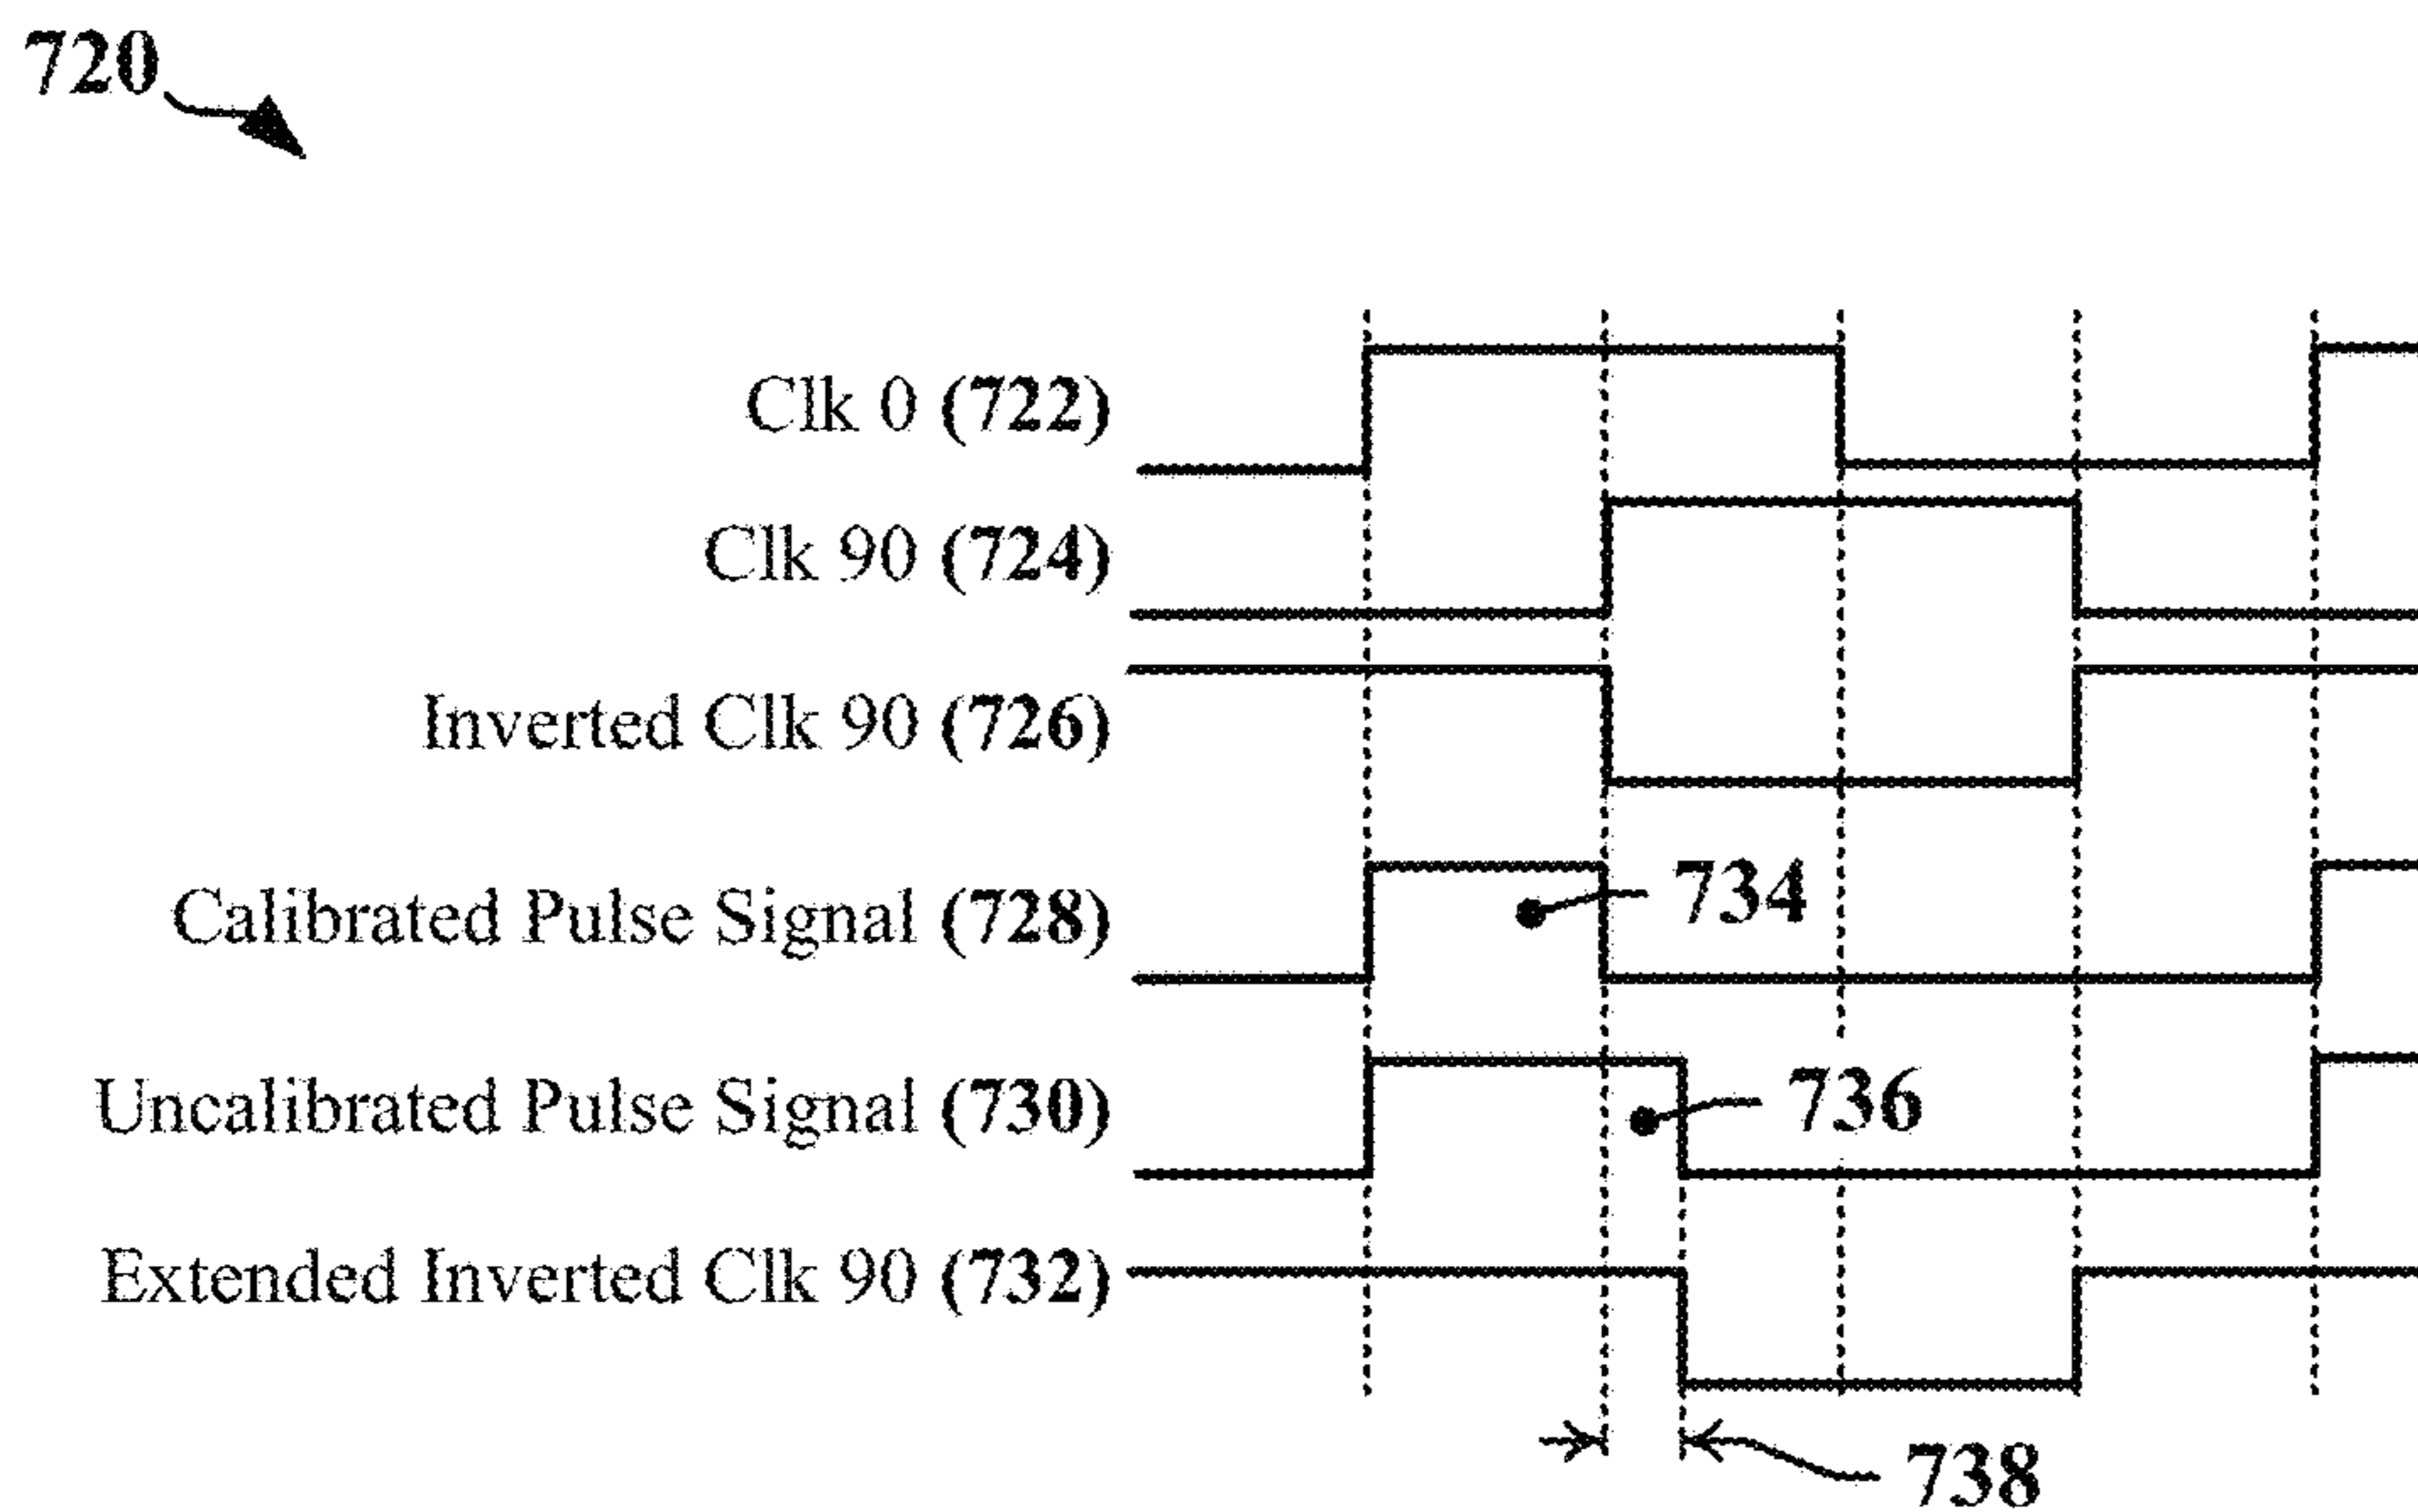 720
Clk 0 (722)
Clk 90 (724)
Inverted Clk 90 (726)
Calibrated Pulse Signal (728)
734
Uncalibrated Pulse Signal (730)
736
Extended Inverted Clk 90 (732)
738